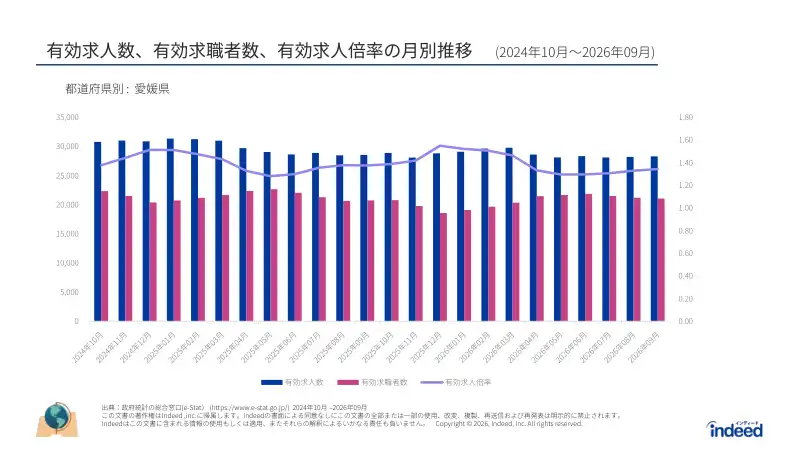 有効求人数、有効求職者数、有効求人倍率の月別推移 (2024年10月～2026年09月)
都道府県別 : 愛媛県
35,000
30,000
25,000
20,000
15,000
10,000
5,000
0
1.80
1.60
1.40
1.20
1.00
0.80
0.60
0.40
0.20
0.00
2024年10月
2024年11月
2024年12月
2025年01月
2025年02月
2025年03月
2025年04月
2025年05月
2025年06月
2025年07月
2025年08月
2025年09月
2025年10月
2025年11月
2025年12月
2026年01月
2026年02月
2026年03月
2026年04月
2026年05月
2026年06月
2026年07月
2026年08月
2026年09月
有効求人数 有効求職者数 有効求人倍率
出典：政府統計の総合窓口(e-Stat) (https://www.e-stat.go.jp/) 2024年10月 –2026年09月
この文書の著作権はIndeed ,inc.に帰属します。Indeedの書面による同意なしにこの文書の全部または一部の使用、改変、複製、再送信および再発表は明示的に禁止されます。
Indeedはこの文書に含まれる情報の使用もしくは適用、またそれらの解釈によるいかなる責任も負いません。 Copyright © 2026, Indeed, Inc. All rights reserved.
インディード
indeed